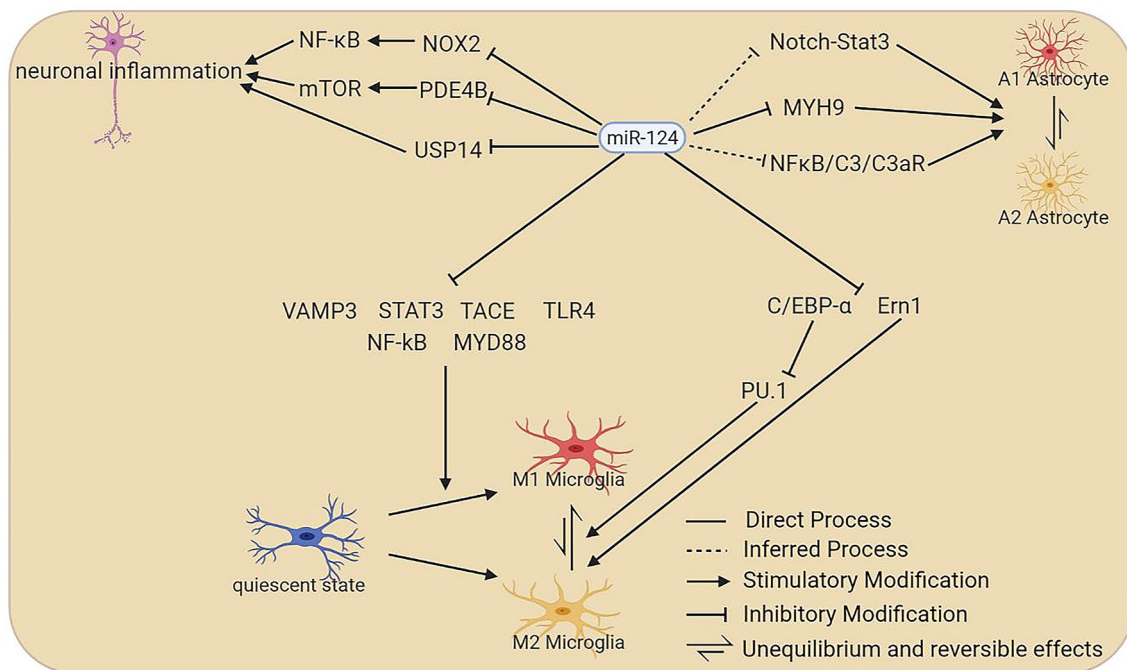 NF-κB
NOX2
neuronal inflammation
mTOR
PDE4B
USP14
miR-124
Notch-Stat3
MYH9
NFκB/C3/C3aR
A1 Astrocyte
A2 Astrocyte
VAMP3 STAT3 TACE TLR4
NF-kB MYD88
C/EBP-α Ern1
PU.1
M1 Microglia
quiescent state
M2 Microglia
Direct Process
Inferred Process
Stimulatory Modification
Inhibitory Modification
Unequilibrium and reversible effects